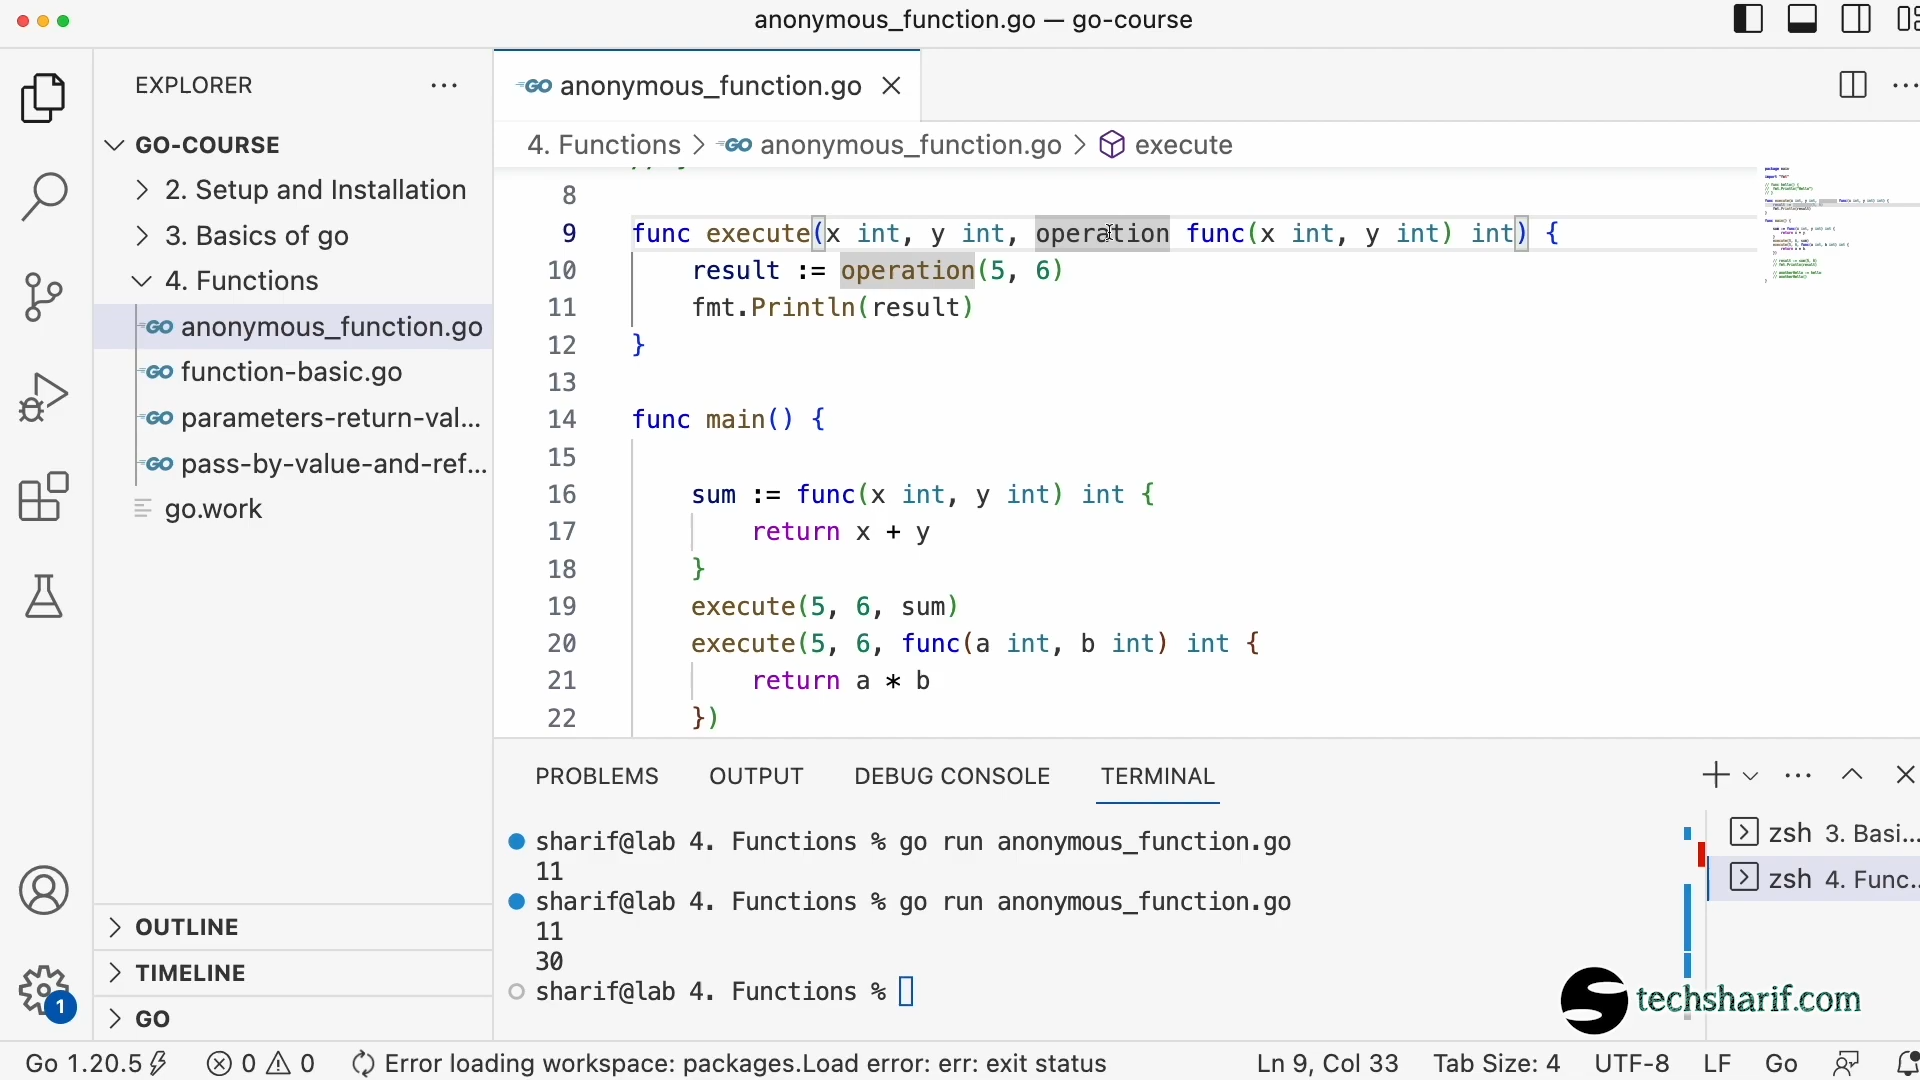 anonymous_function.go — go-course
EXPLORER
GO-COURSE
2. Setup and Installation
3. Basics of go
4. Functions
GO anonymous_function.go
GO function-basic.go
GO parameters-return-val...
GO pass-by-value-and-ref...
go.work
OUTLINE
TIMELINE
GO
1
GO anonymous_function.go
4. Functions > GO anonymous_function.go > execute
8
9 func execute(x int, y int, operation func(x int, y int) int) {
10 result := operation(5, 6)
11 fmt.Println(result)
12 }
13
14 func main() {
15
16 sum := func(x int, y int) int {
17 return x + y
18 }
19 execute(5, 6, sum)
20 execute(5, 6, func(a int, b int) int {
21 return a * b
22 })
PROBLEMS OUTPUT DEBUG CONSOLE TERMINAL
sharif@lab 4. Functions % go run anonymous_function.go
11
sharif@lab 4. Functions % go run anonymous_function.go
11
30
sharif@lab 4. Functions %
zsh 3. Basi...
zsh 4. Func...
techsharif.com
Go 1.20.5 0 0 Error loading workspace: packages.Load error: err: exit status Ln 9, Col 33 Tab Size: 4 UTF-8 LF Go